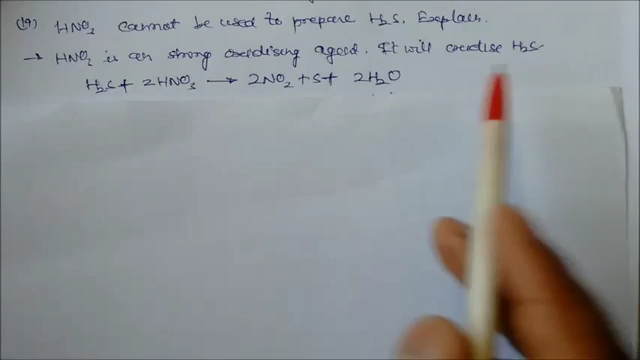 (19) HNO3 cannot be used to prepare H2S. Explain.
→ HNO3 is an strong oxidising agent. It will oxidise H2S
H2S + 2HNO3 → 2NO2 + S + 2H2O